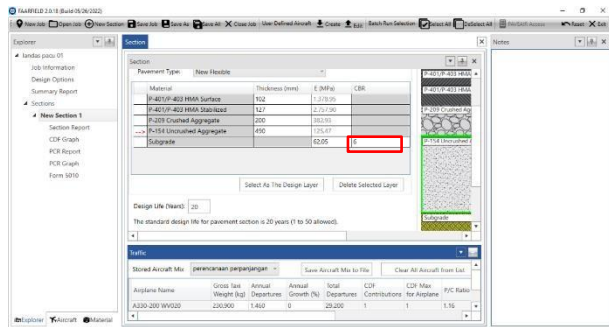 FAARFIELD 2.0.18 (Build 05/26/2022)
New Job Open Job New Section Save Job Save As Save All Close Job User Defined Aircraft Create Edit Batch Run Selection Select All DeSelect All Reset Exit
Explorer
Section
Notes
landas pacu 01
Job Information
Design Options
Summary Report
Sections
New Section 1
Section Report
CDF Graph
PCR Report
PCR Graph
Form 5010
Explorer Aircraft Material
Section
Pavement Type: New Flexible
Material Thickness (mm) E (MPa) CBR
P-401/P-403 HMA Surface 102 1,378.95
P-401/P-403 HMA Stabilized 127 2,757.90
P-209 Crushed Aggregate 200 
P-154 Uncrushed Aggregate 490 125.47
Subgrade 62.05 6
Select As The Design Layer Delete Selected Layer
Design Life (Years): 20
The standard design life for pavement section is 20 years (1 to 50 allowed).
P-401/P-403 HMA
P-401/P-403 HMA
P-209 Crushed Ag
P-154 Uncrushed A
Subgrade
Traffic
Stored Aircraft Mix perencanaan perpanjangan Save Aircraft Mix to File Clear All Aircraft from List
Airplane Name Gross Taxi Weight (kg) Annual Departures Annual Growth (%) Total Departures CDF Contributions CDF Max for Airplane P/C Ratio
A330-200 WV020 230,900 1,460 0 29,200 1 1 1.16